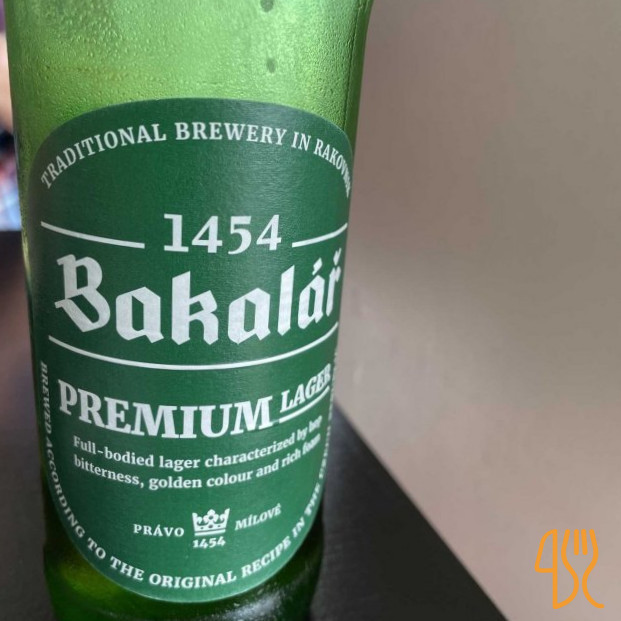 TRADITIONAL BREWERY IN
1454
Bakalář
PREMIUM LAGER
Full-bodied lager characterized by hop
bitterness, golden colour and rich foam
PRÁVO MÍLOVÉ
1454
BREWED ACCORDING TO THE ORIGINAL RECIPE IN THE